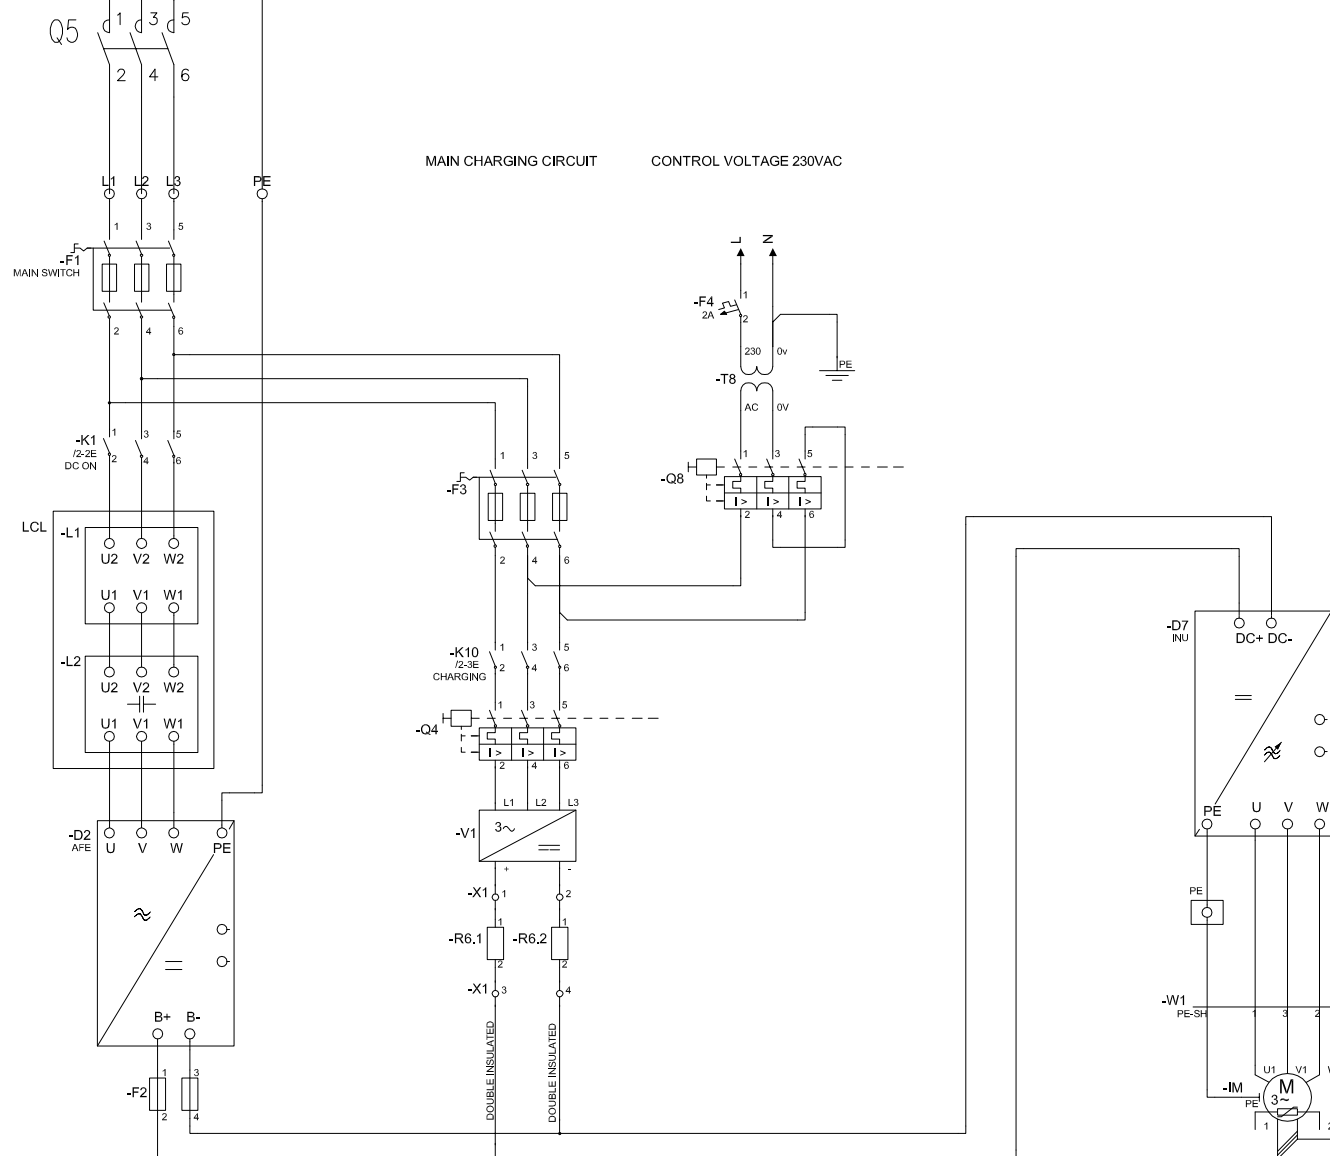 Q5
1 3 5
2 4 6
MAIN CHARGING CIRCUIT
CONTROL VOLTAGE 230VAC
L1 L2 L3 PE
1 3 5
-F1
MAIN SWITCH
2 4 6
L N
-F4
2A
1
2
230 0v
PE
-T8
AC 0V
-K1
/2-2E
DC ON
1 3 5
2 4 6
-F3
1 3 5
2 4 6
-Q8
1 3 5
I > I > I >
2 4 6
LCL
-L1
U2 V2 W2
U1 V1 W1
-L2
U2 V2 W2
U1 V1 W1
-K10
/2-3E
CHARGING
1 3 5
2 4 6
-Q4
1 3 5
I > I > I >
2 4 6
L1 L2 L3
-V1
3~
+ -
-X1 1 2
-R6.1 1 2
-R6.2 1 2
-X1 3 4
DOUBLE INSULATED
DOUBLE INSULATED
-D2
AFE
U V W PE
B+ B-
-F2
1 3
2 4
-D7
INU
DC+ DC-
PE U V W
PE
-W1
PE-SH
1 3 2
U1 V1
-IM
PE
M
3~
1